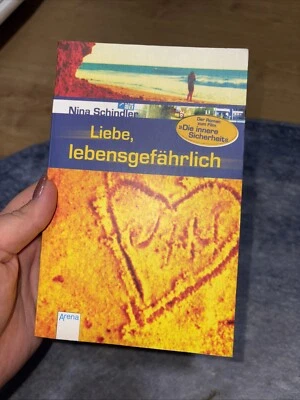 Nina Schindler
Der Roman
zum Film
»Die innere
Sicherheit«
Liebe,
lebensgefährlich
Arena